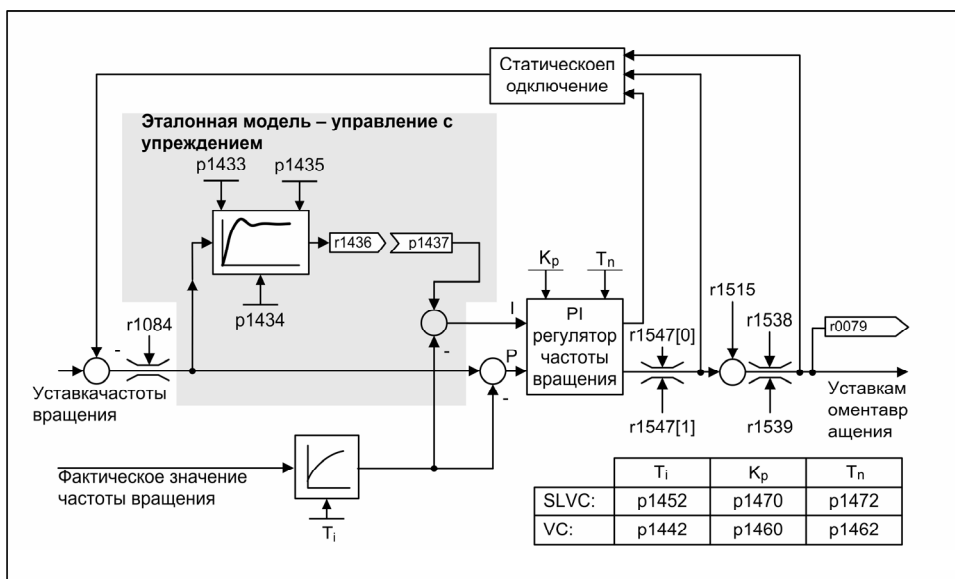 Статическоеп
одключение
Эталонная модель – управление с
упреждением
p1433 p1435
r1436 p1437
p1434
Kp Tn
r1084
-
I
-
P
-
PI
регулятор
частоты
вращения
r1547[0]
r1547[1]
r1515
r1538
r1539
r0079
Уставкачастоты
вращения
Уставкам
оментавр
ащения
Фактическое значение
частоты вращения
Ti
Ti Kp Tn
SLVC: p1452 p1470 p1472
VC: p1442 p1460 p1462